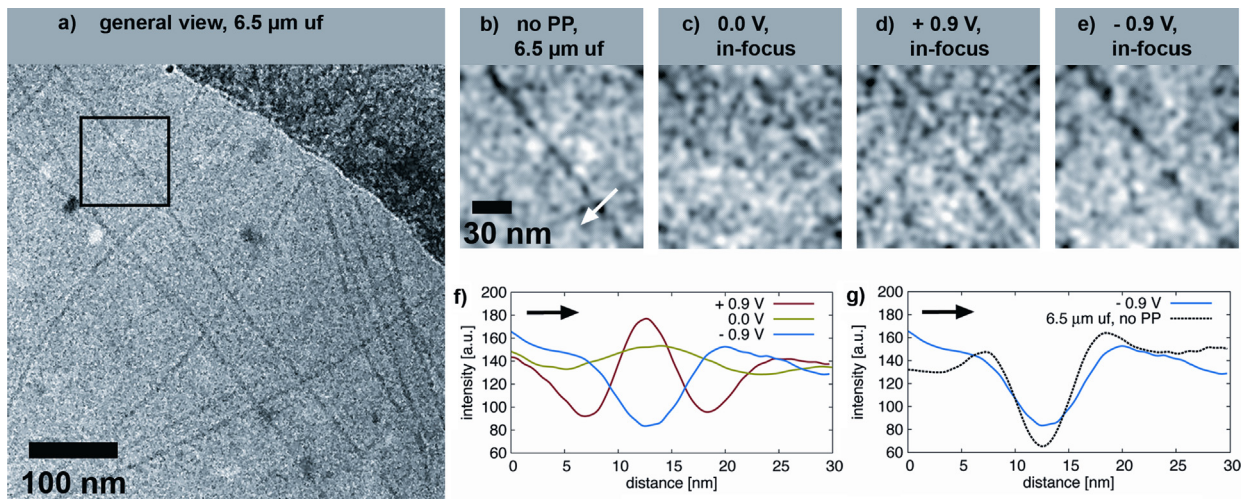 a) general view, 6.5 µm uf
100 nm
b) no PP,
6.5 µm uf
30 nm
c) 0.0 V,
in-focus
d) + 0.9 V,
in-focus
e) - 0.9 V,
in-focus
f)
intensity [a.u.]
200
180
160
140
120
100
80
60
+ 0.9 V
0.0 V
- 0.9 V
0 5 10 15 20 25 30
distance [nm]
g)
intensity [a.u.]
200
180
160
140
120
100
80
60
- 0.9 V
6.5 µm uf, no PP
0 5 10 15 20 25 30
distance [nm]